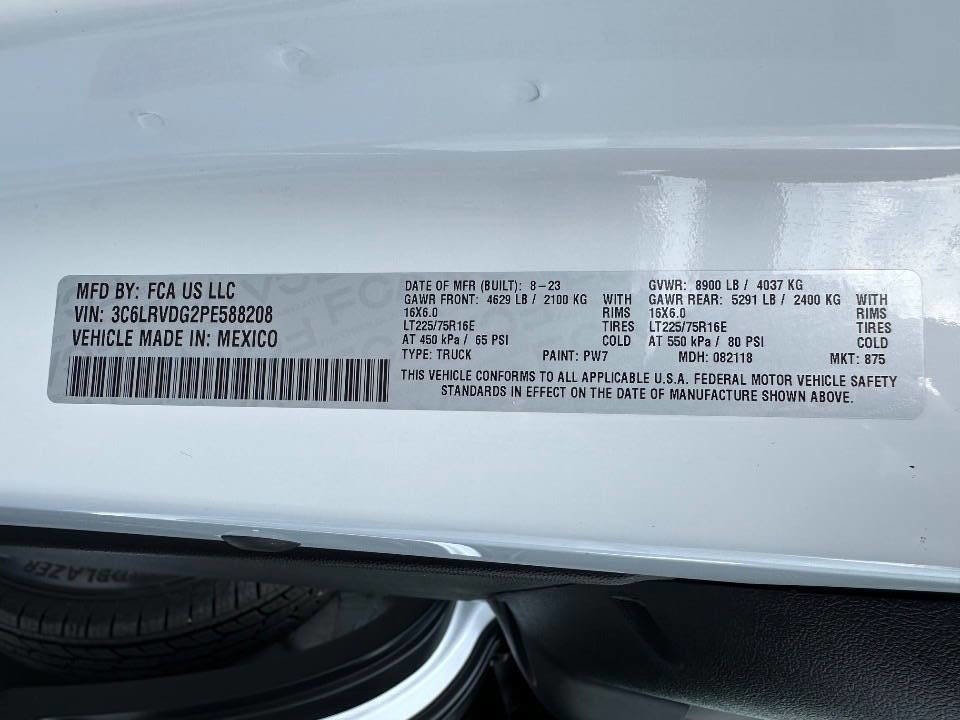 MFD BY: FCA US LLC
VIN: 3C6LRVDG2PE588208
VEHICLE MADE IN: MEXICO
DATE OF MFR (BUILT): 8-23
GAWR FRONT: 4629 LB / 2100 KG WITH
16X6.0 RIMS
LT225/75R16E TIRES
AT 450 kPa / 65 PSI COLD
TYPE: TRUCK PAINT: PW7
GVWR: 8900 LB / 4037 KG
GAWR REAR: 5291 LB / 2400 KG WITH
16X6.0 RIMS
LT225/75R16E TIRES
AT 550 kPa / 80 PSI COLD
MDH: 082118 MKT: 875
THIS VEHICLE CONFORMS TO ALL APPLICABLE U.S.A. FEDERAL MOTOR VEHICLE SAFETY
STANDARDS IN EFFECT ON THE DATE OF MANUFACTURE SHOWN ABOVE.